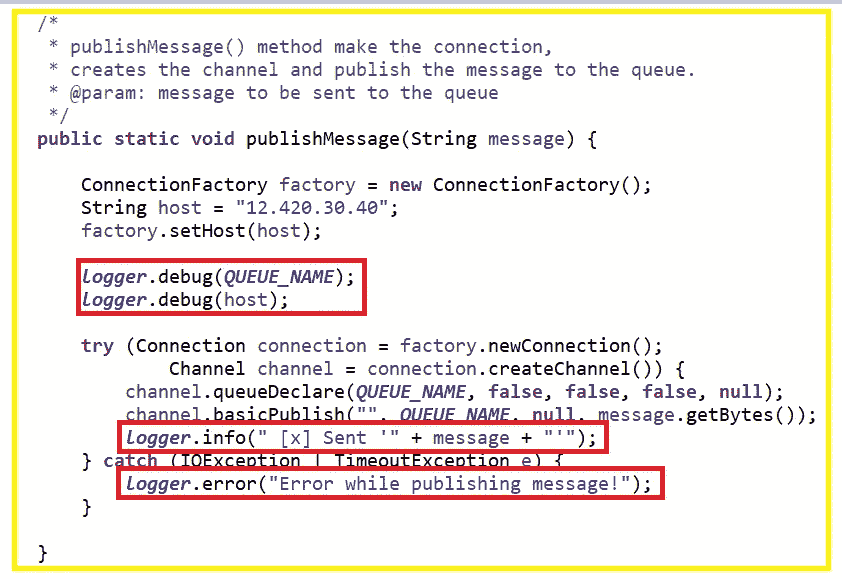 /*
* publishMessage() method make the connection,
* creates the channel and publish the message to the queue.
* @param: message to be sent to the queue
*/
public static void publishMessage(String message) {
ConnectionFactory factory = new ConnectionFactory();
String host = "12.420.30.40";
factory.setHost(host);
logger.debug(QUEUE_NAME);
logger.debug(host);
try (Connection connection = factory.newConnection();
Channel channel = connection.createChannel()) {
channel.queueDeclare(QUEUE_NAME, false, false, false, null);
channel.basicPublish("", QUEUE_NAME, null, message.getBytes());
logger.info(" [x] Sent '" + message + "'");
} catch (IOException | TimeoutException e) {
logger.error("Error while publishing message!");
}
}